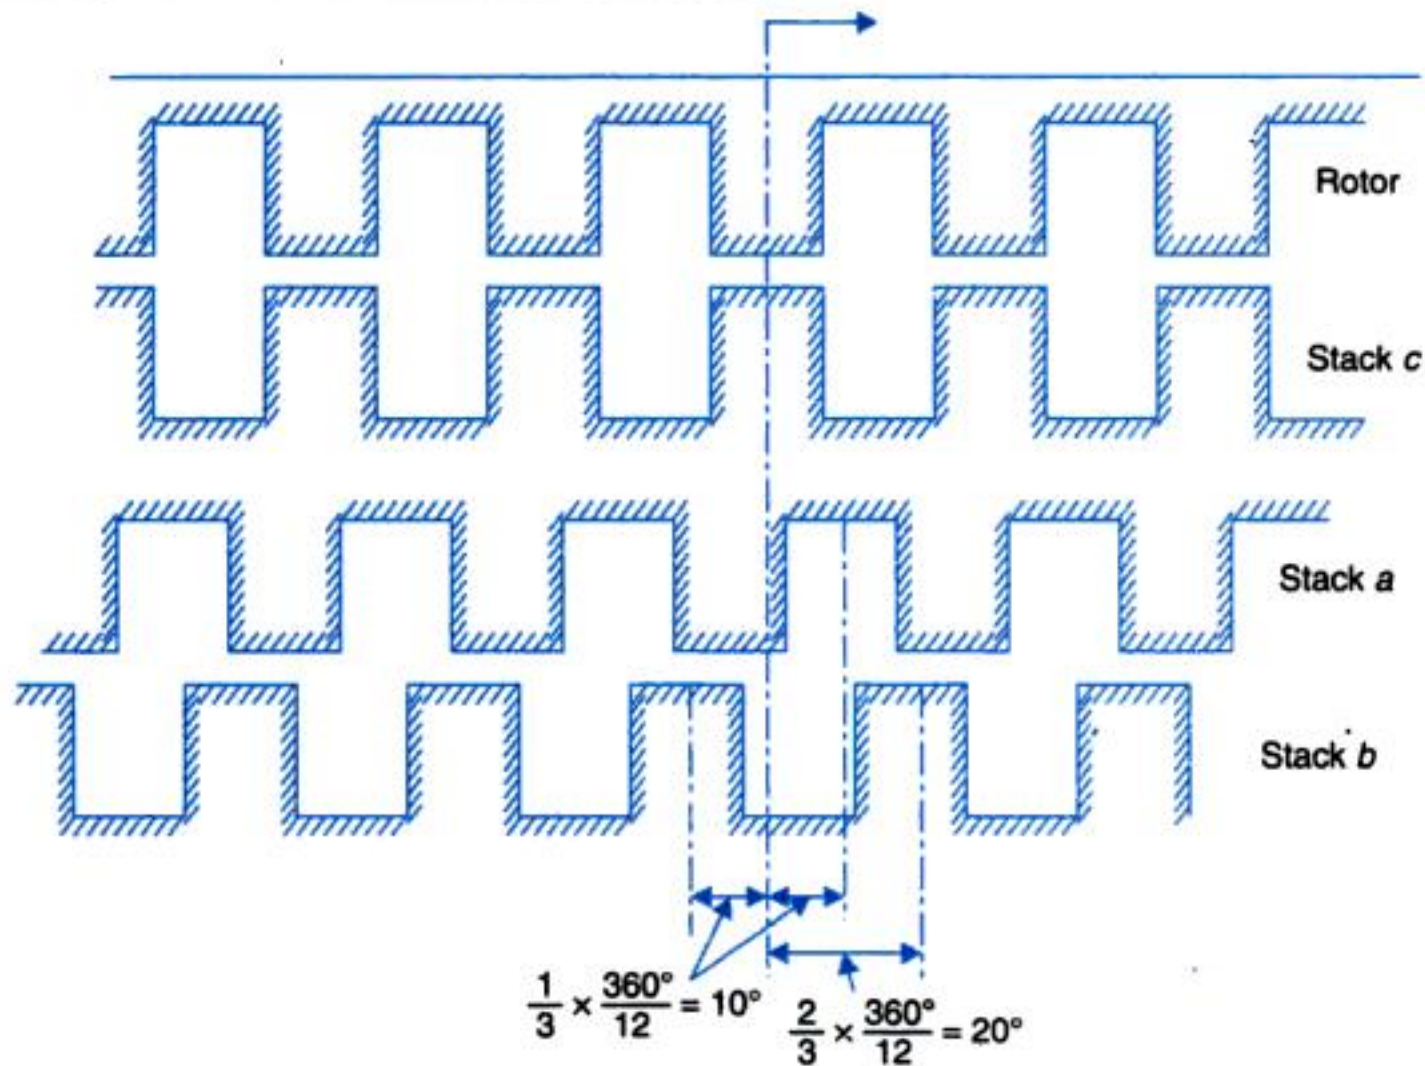 Rotor
Stack c
Stack a
Stack b
1/3 × 360°/12 = 10°
2/3 × 360°/12 = 20°